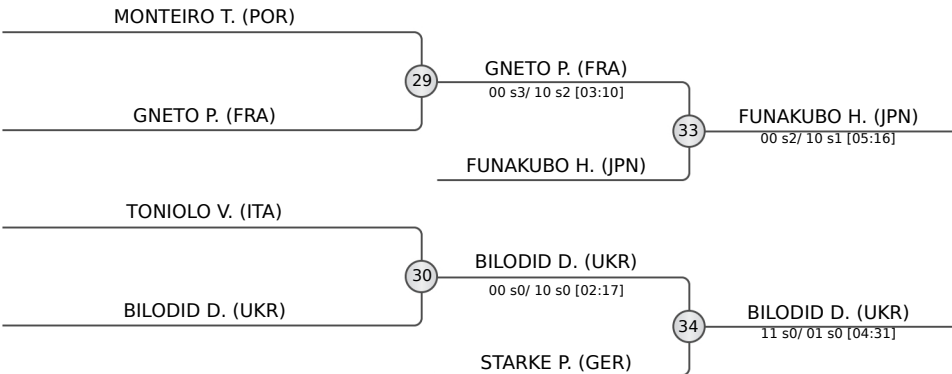 MONTEIRO T. (POR)
29
GNETO P. (FRA)
GNETO P. (FRA)
00 s3/ 10 s2 [03:10]
33
FUNAKUBO H. (JPN)
FUNAKUBO H. (JPN)
00 s2/ 10 s1 [05:16]
TONIOLO V. (ITA)
30
BILODID D. (UKR)
BILODID D. (UKR)
00 s0/ 10 s0 [02:17]
34
STARKE P. (GER)
BILODID D. (UKR)
11 s0/ 01 s0 [04:31]